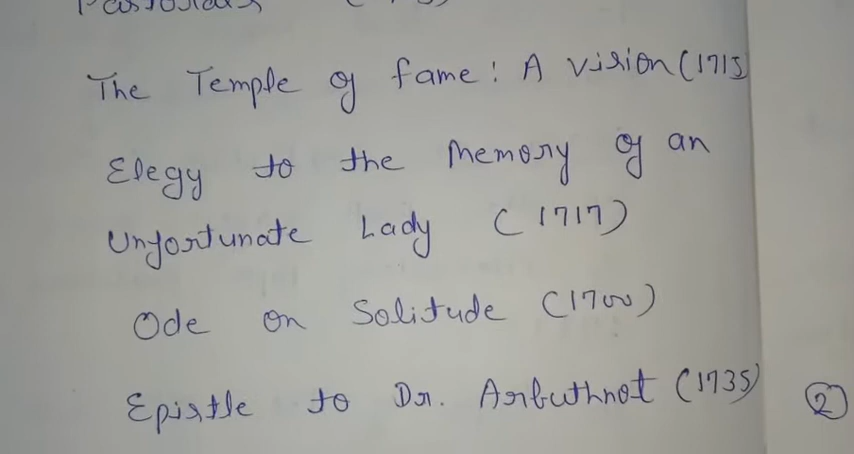 The Temple of fame: A vision (1715
Elegy to the Memory of an
Unfortunate Lady (1717)
Ode on Solitude (1700)
Epistle to Dr. Arbuthnot (1735)
2